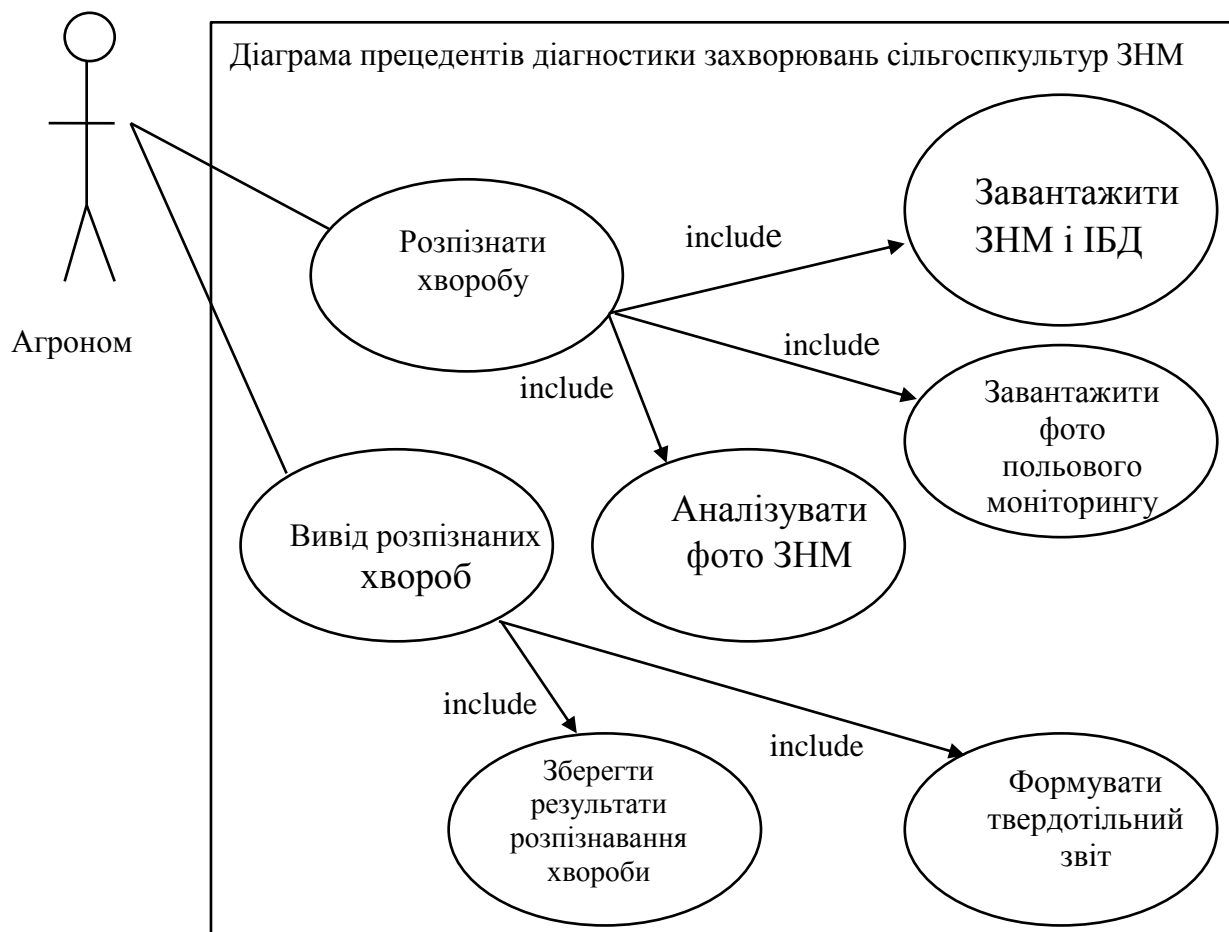 Діаграма прецедентів діагностики захворювань сільгоспкультур ЗНМ
Агроном
Розпізнати
хворобу
include
Завантажити
ЗНМ і ІБД
include
Завантажити
фото
польового
моніторингу
include
Аналізувати
фото ЗНМ
Вивід розпізнаних
хвороб
include
Зберегти
результати
розпізнавання
хвороби
include
Формувати
твердотільний
звіт